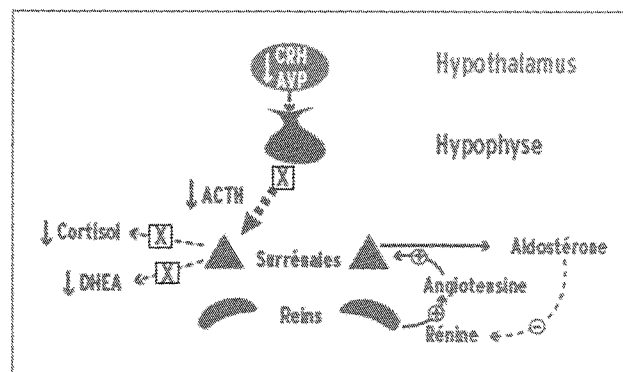 ↓ CRH
AVP
Hypothalamus
Hypophyse
X
↓ ACTH
↓ Cortisol
X
Surrénales
Aldostérone
↓ DHEA
X
+
Angiotensine
Reins
+
Rénine
-